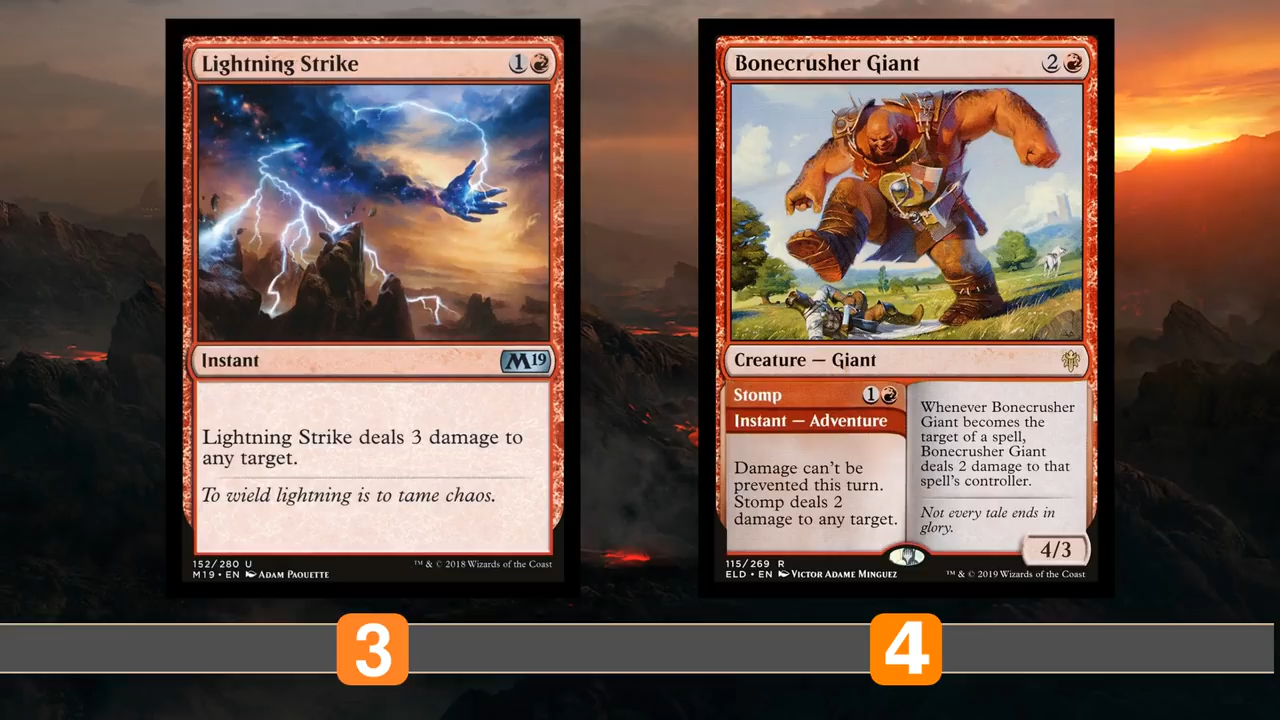 Lightning Strike
1
Instant
M19
Lightning Strike deals 3 damage to
any target.
To wield lightning is to tame chaos.
152/280 U
M19 • EN Adam Paquette
™ & © 2018 Wizards of the Coast
3
Bonecrusher Giant
2
Creature — Giant
Stomp
1
Instant — Adventure
Damage can't be
prevented this turn.
Stomp deals 2
damage to any target.
Whenever Bonecrusher
Giant becomes the
target of a spell,
Bonecrusher Giant
deals 2 damage to that
spell's controller.
Not every tale ends in
glory.
4/3
115/269 R
ELD • EN Victor Adame Minguez
™ & © 2019 Wizards of the Coast
4